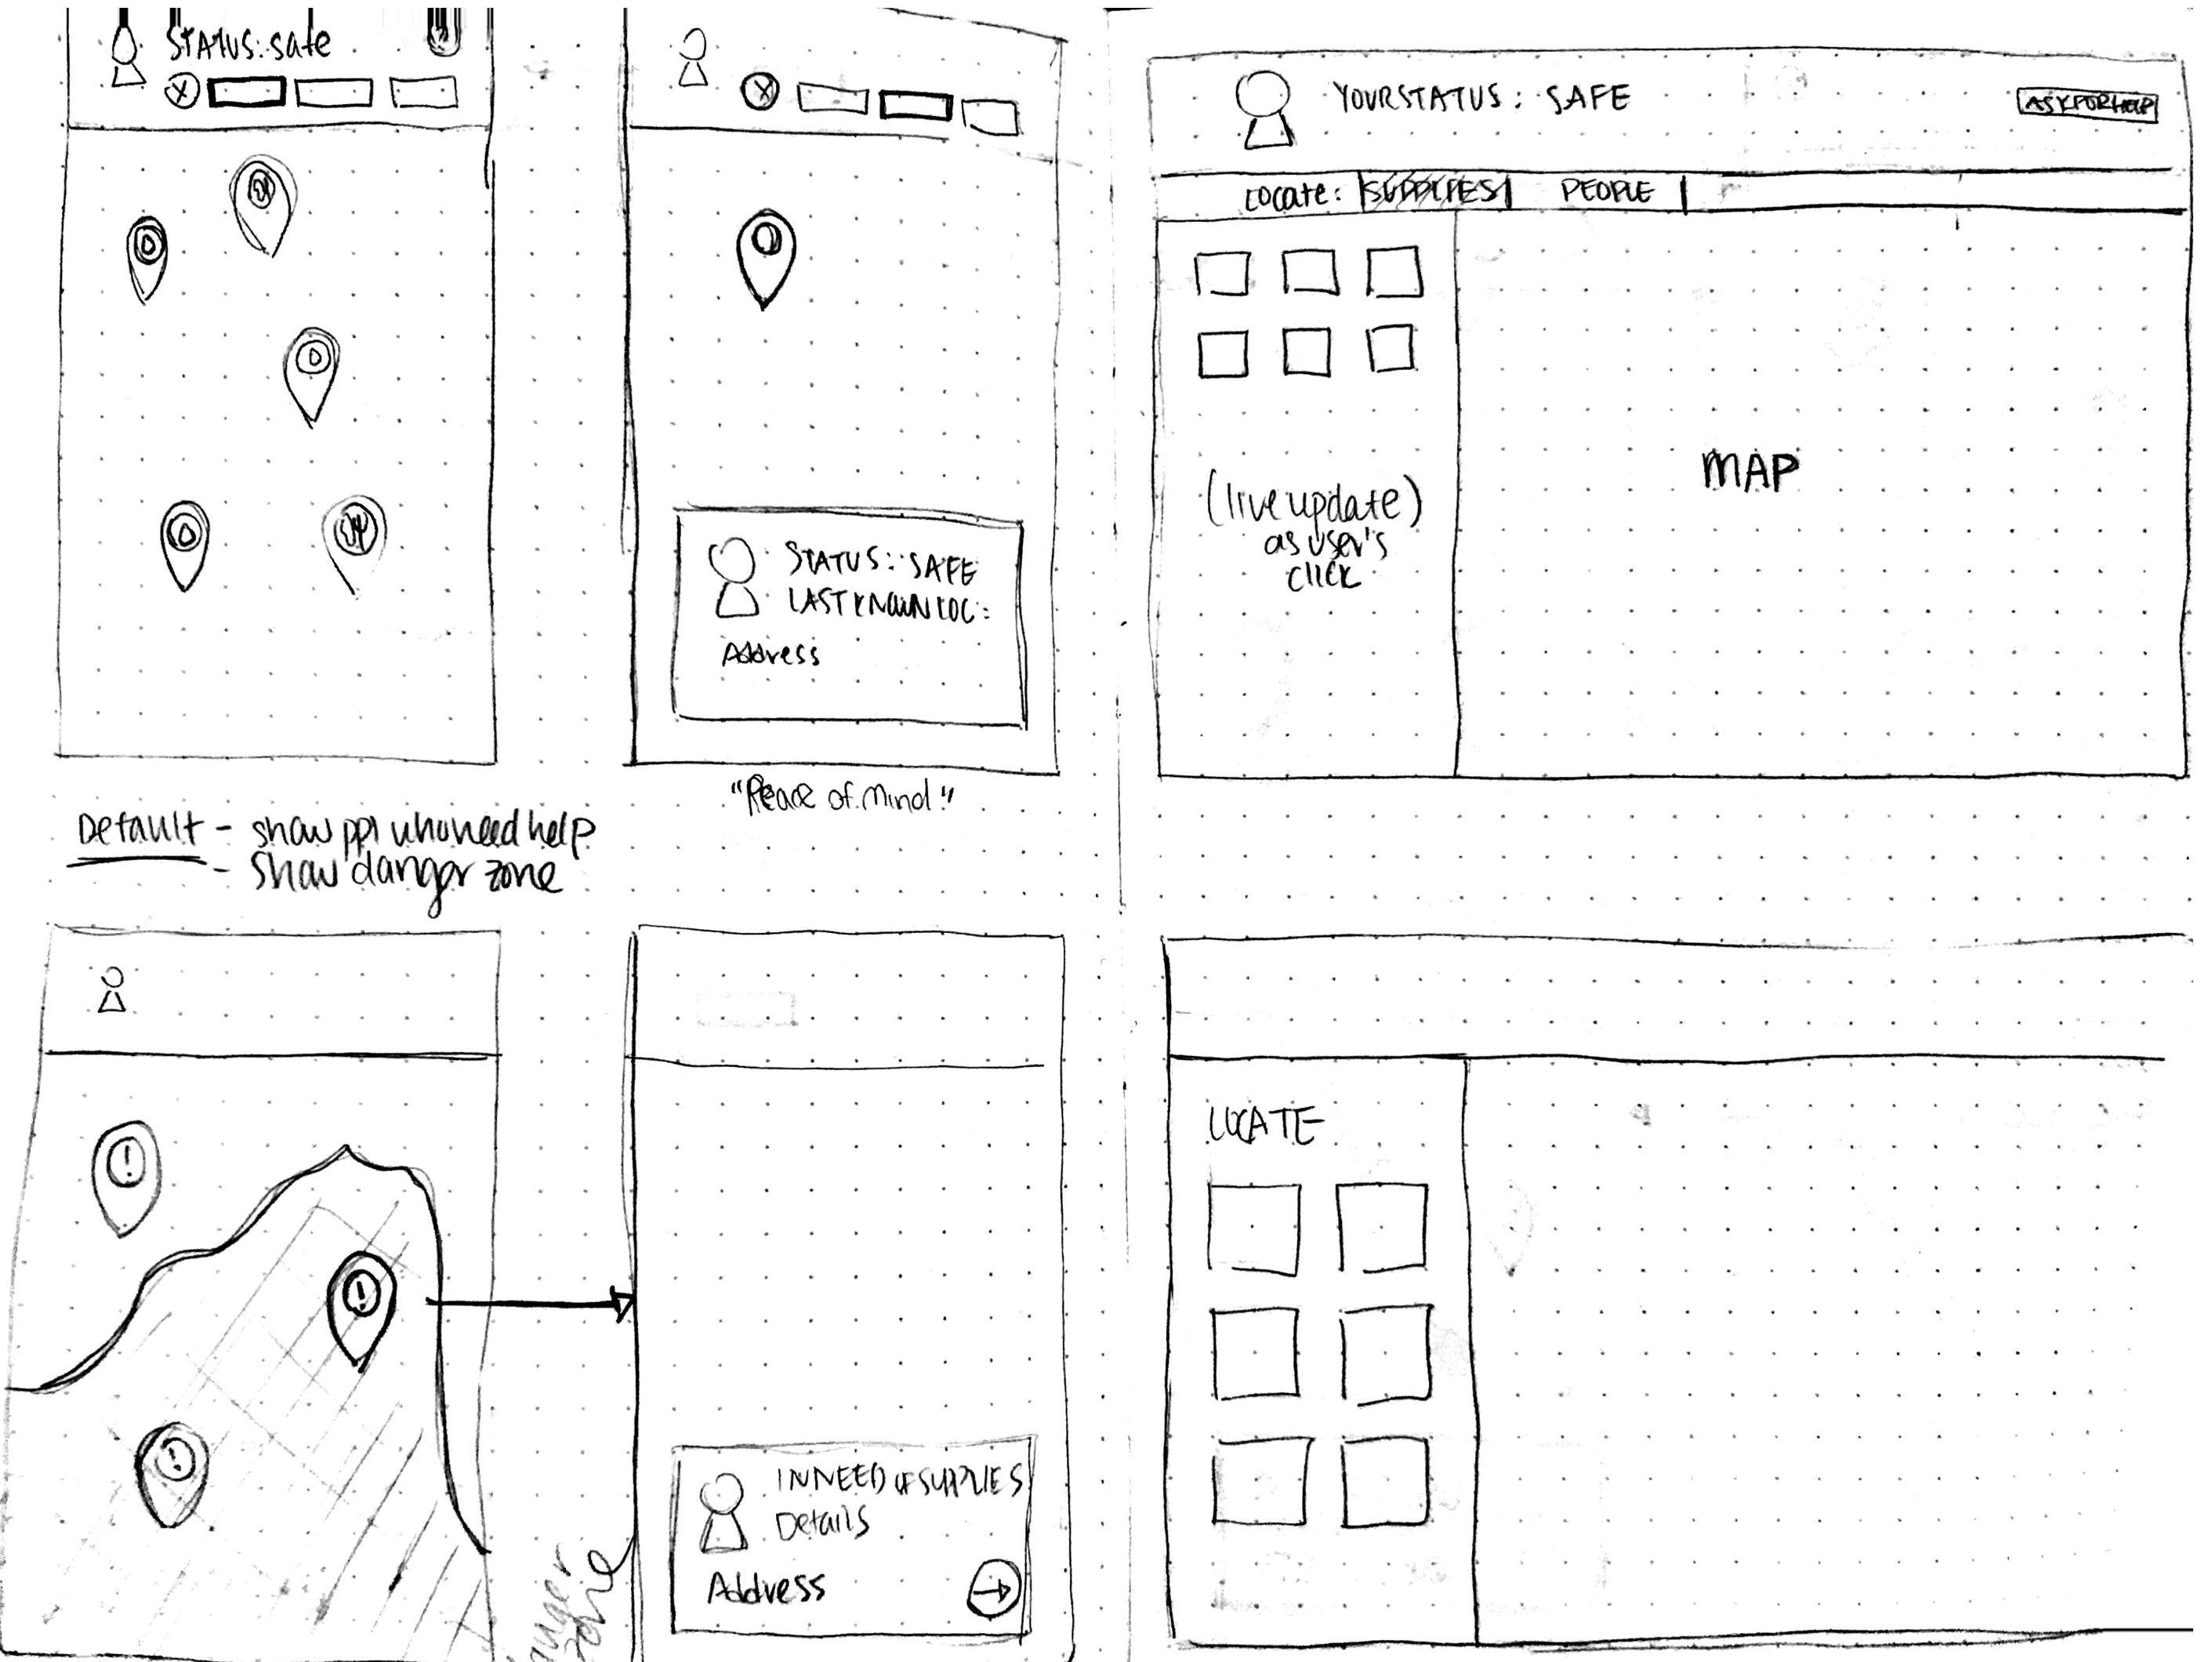 STATUS: safe
STATUS: SAFE
LAST KNOWN LOC:
Address
"Peace of Mind"
Default - show ppl who need help
- Show danger zone
YOUR STATUS: SAFE
ASK FOR HELP
Locate: SUPPLIES PEOPLE
(live update)
as user's
click
MAP
IN NEED OF SUPPLIES
Details
Address
zone
LOCATE